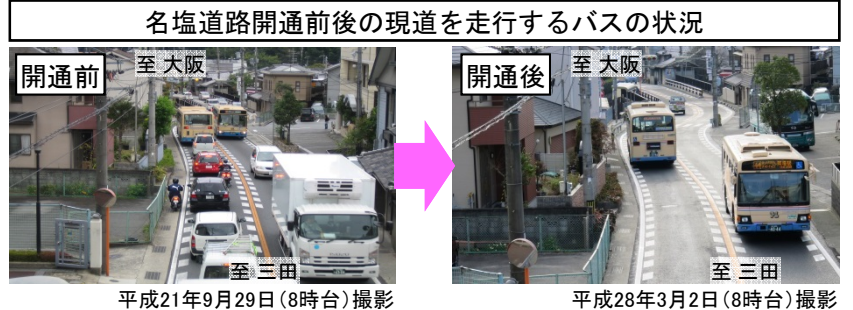 名塩道路開通前後の現道を走行するバスの状況
開通前
至 大阪
至 三田
平成21年9月29日(8時台)撮影
開通後
至 大阪
至 三田
平成28年3月2日(8時台)撮影